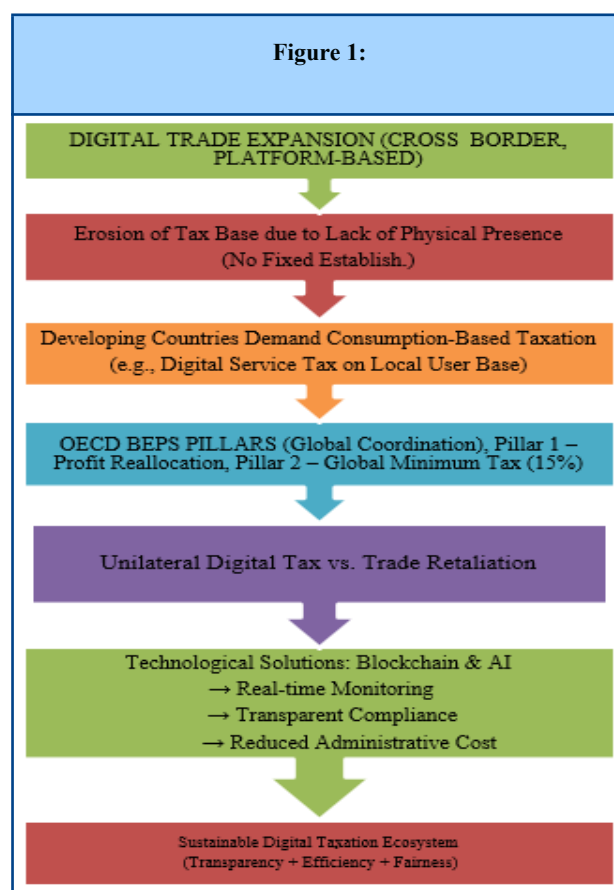 Figure 1:
DIGITAL TRADE EXPANSION (CROSS BORDER,
PLATFORM-BASED)
Erosion of Tax Base due to Lack of Physical Presence
(No Fixed Establish.)
Developing Countries Demand Consumption-Based Taxation
(e.g., Digital Service Tax on Local User Base)
OECD BEPS PILLARS (Global Coordination), Pillar 1 –
Profit Reallocation, Pillar 2 – Global Minimum Tax (15%)
Unilateral Digital Tax vs. Trade Retaliation
Technological Solutions: Blockchain & AI
→ Real-time Monitoring
→ Transparent Compliance
→ Reduced Administrative Cost
Sustainable Digital Taxation Ecosystem
(Transparency + Efficiency + Fairness)